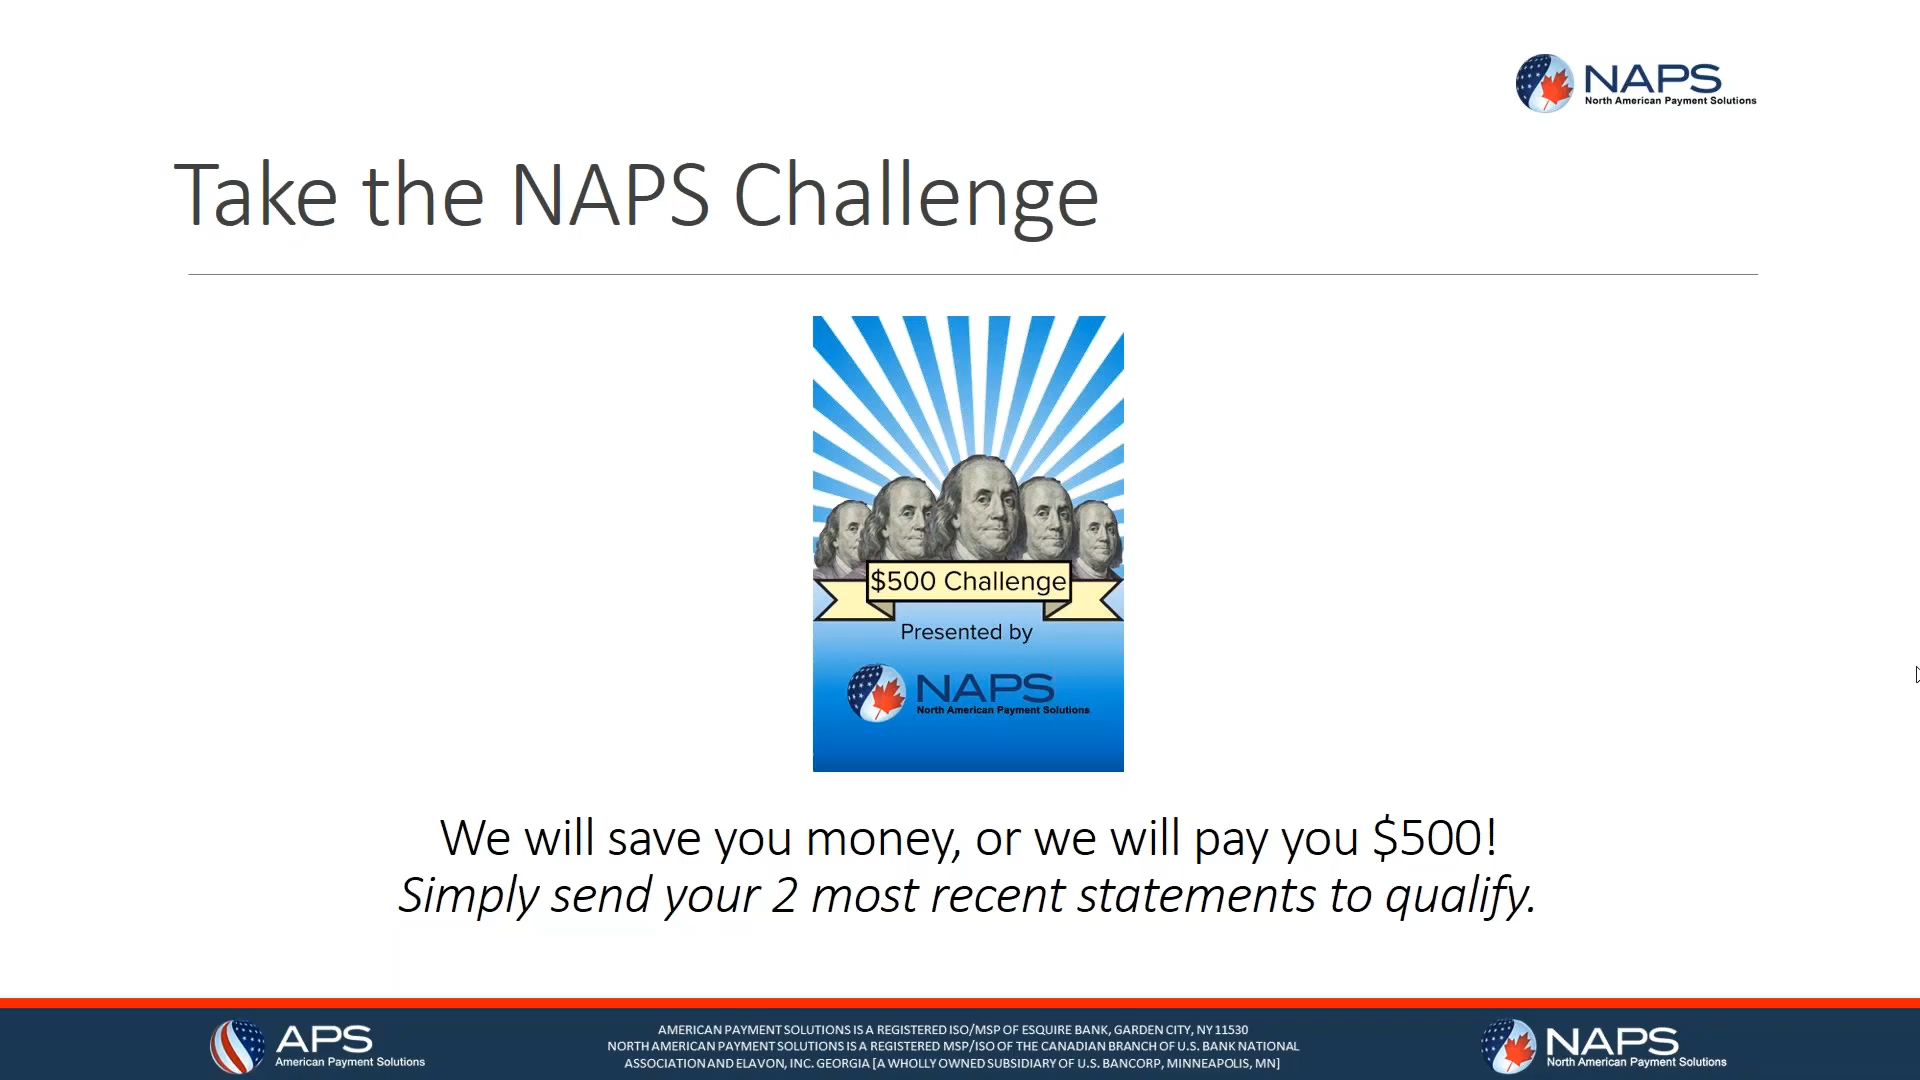 NAPS
North American Payment Solutions
Take the NAPS Challenge
$500 Challenge
Presented by
NAPS
North American Payment Solutions
We will save you money, or we will pay you $500!
Simply send your 2 most recent statements to qualify.
APS
American Payment Solutions
AMERICAN PAYMENT SOLUTIONS IS A REGISTERED ISO/MSP OF ESQUIRE BANK, GARDEN CITY, NY 11530
NORTH AMERICAN PAYMENT SOLUTIONS IS A REGISTERED MSP/ISO OF THE CANADIAN BRANCH OF U.S. BANK NATIONAL
ASSOCIATION AND ELAVON, INC. GEORGIA [A WHOLLY OWNED SUBSIDIARY OF U.S. BANCORP, MINNEAPOLIS, MN]
NAPS
North American Payment Solutions